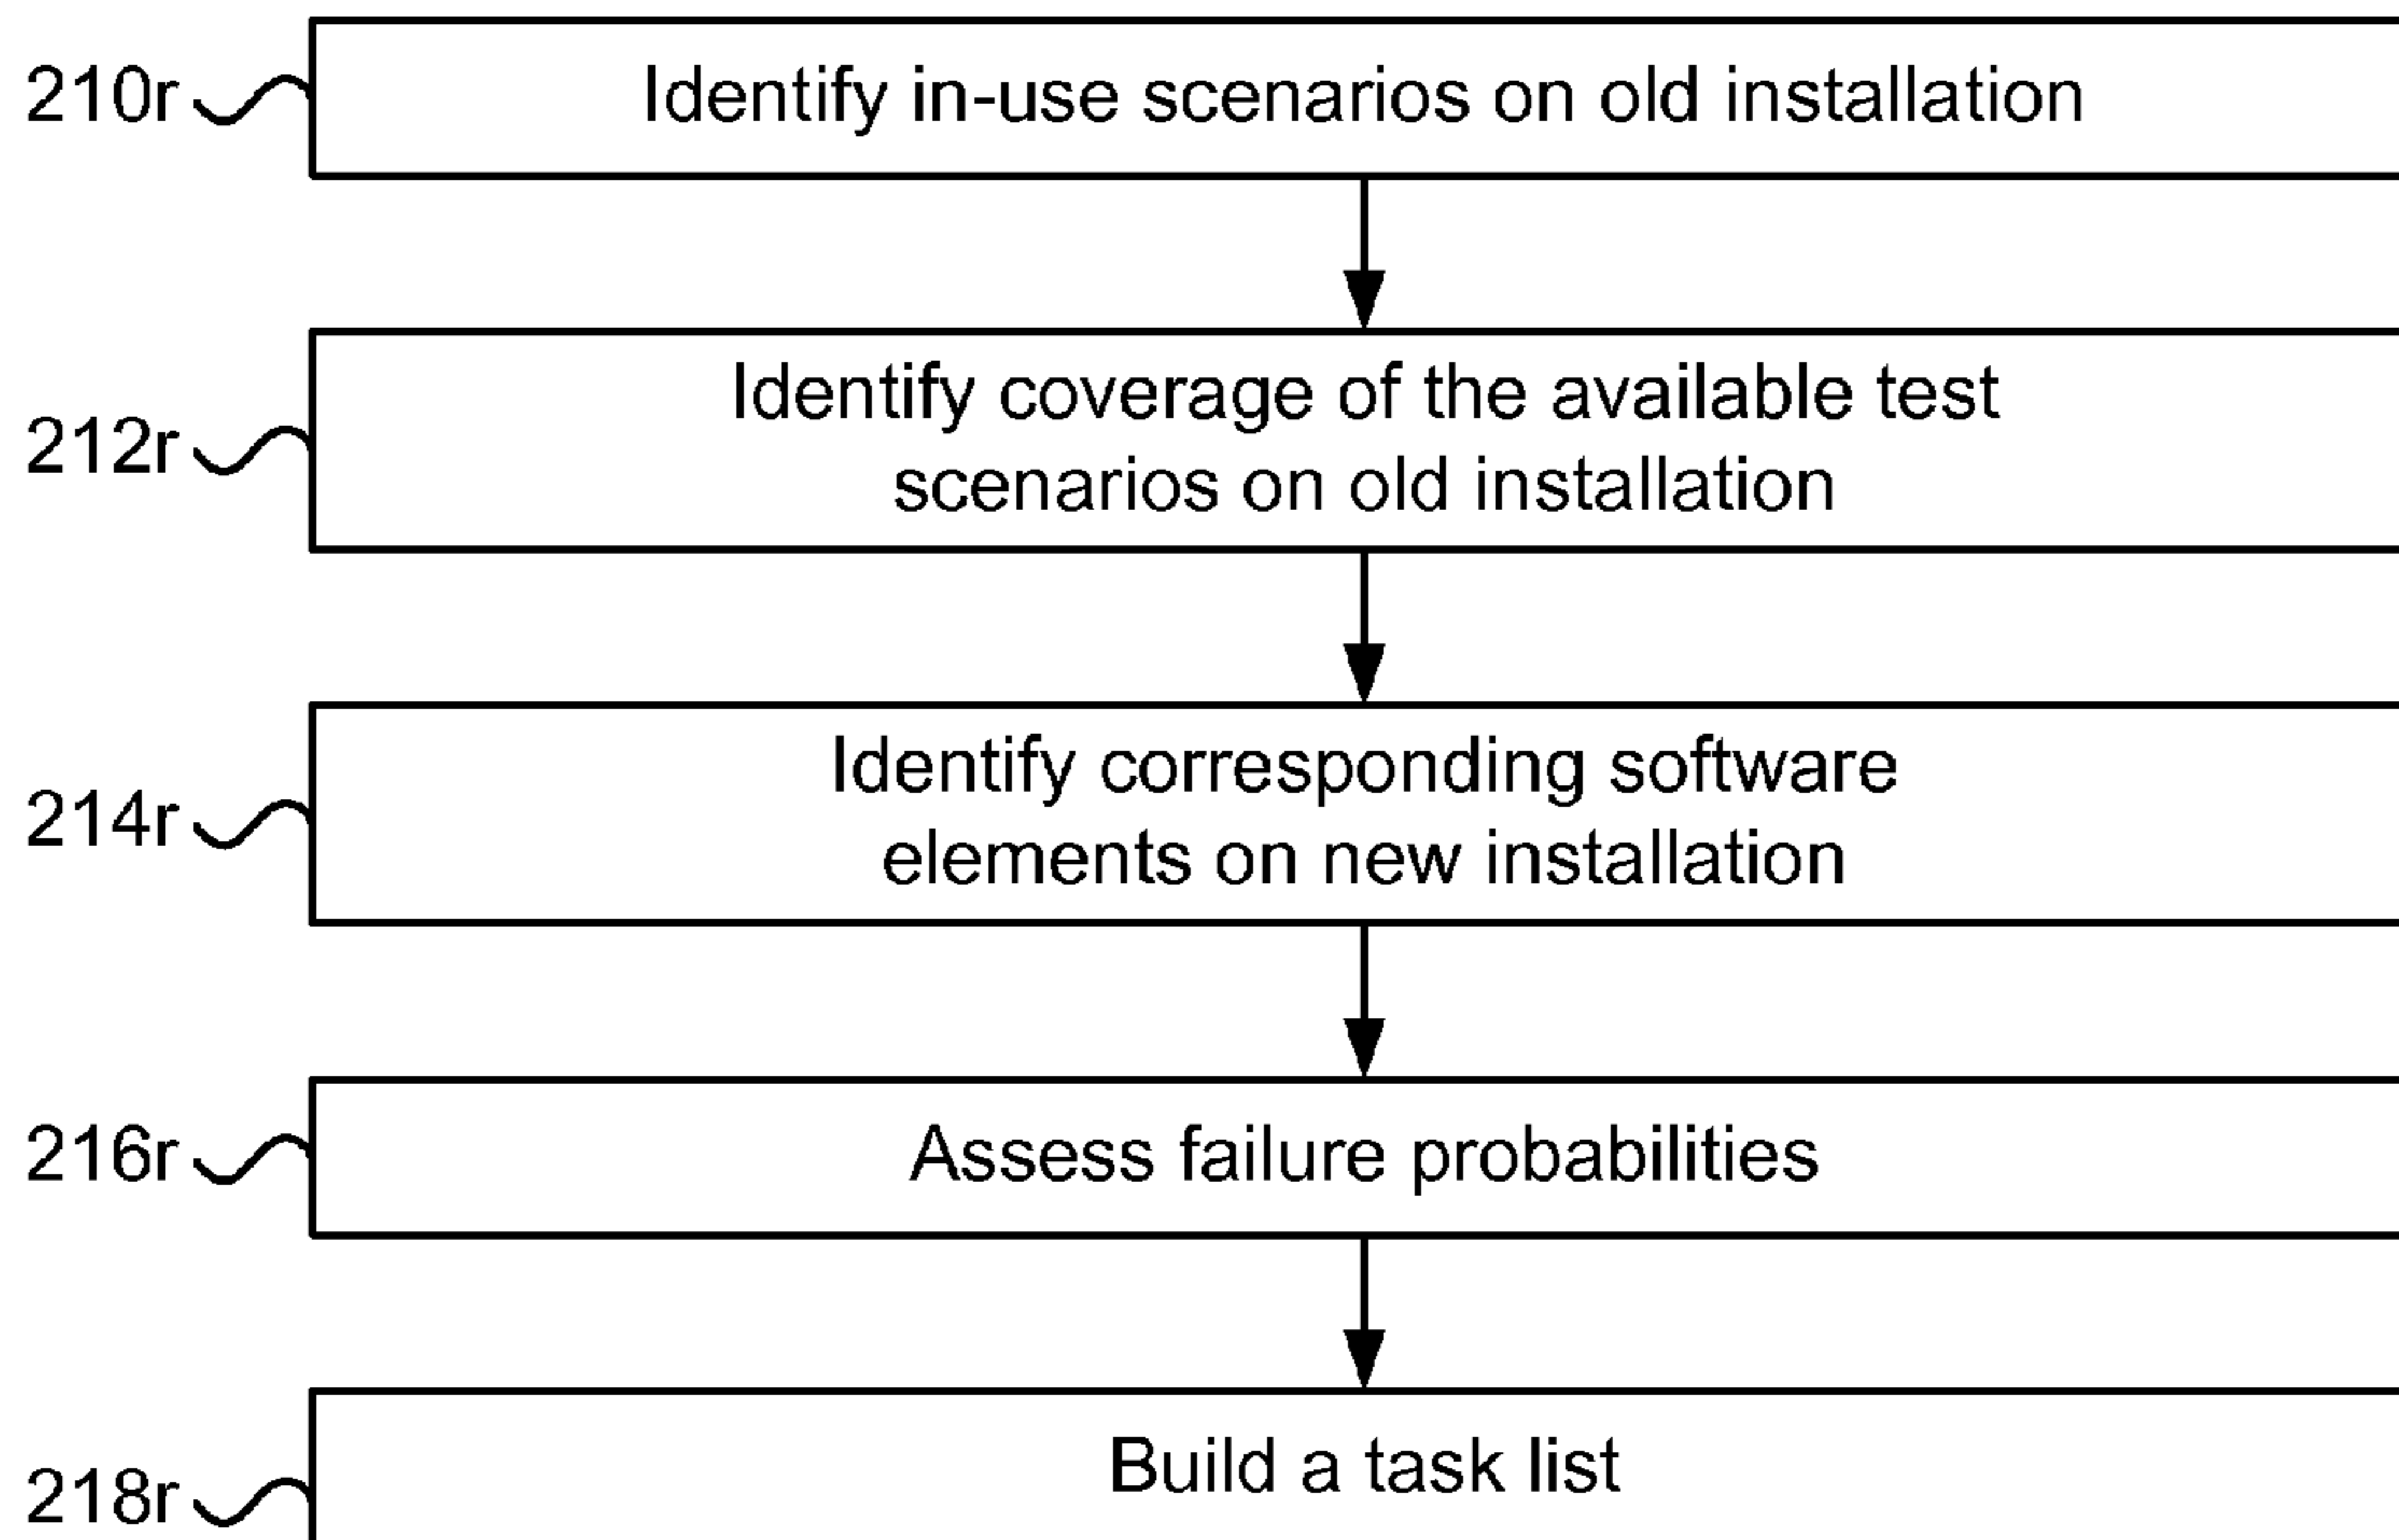 210r
Identify in-use scenarios on old installation
212r
Identify coverage of the available test
scenarios on old installation
214r
Identify corresponding software
elements on new installation
216r
Assess failure probabilities
218r
Build a task list